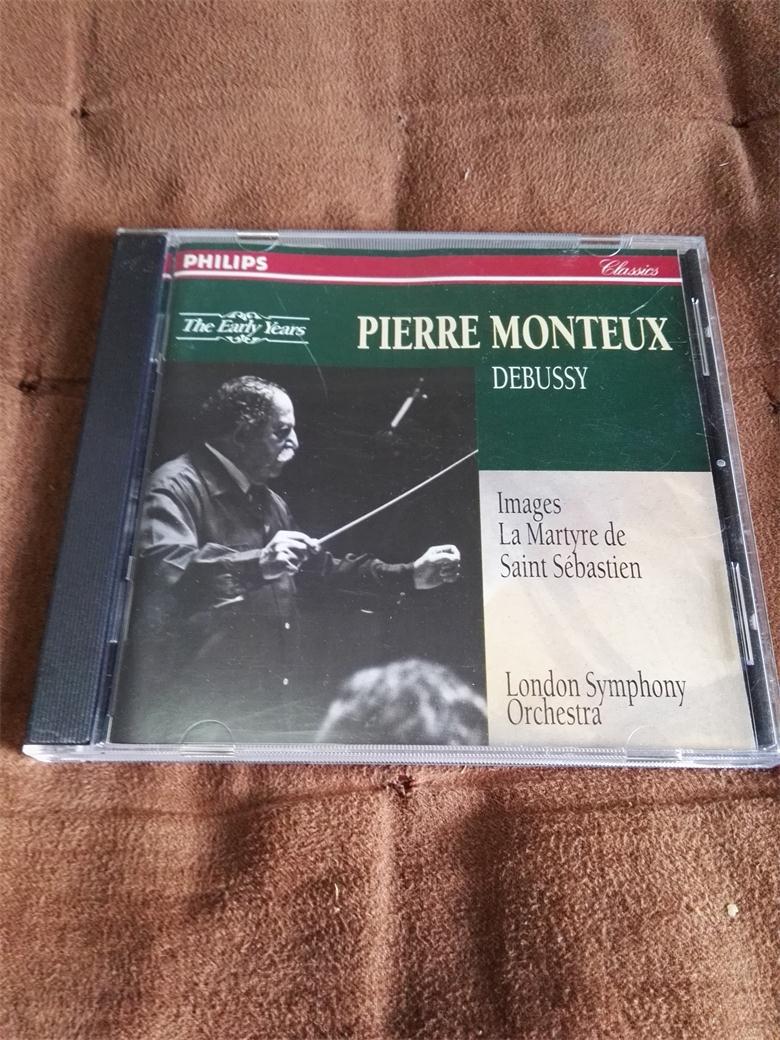 PHILIPS
Classics
The Early Years
PIERRE MONTEUX
DEBUSSY
Images
La Martyre de
Saint Sébastien
London Symphony
Orchestra